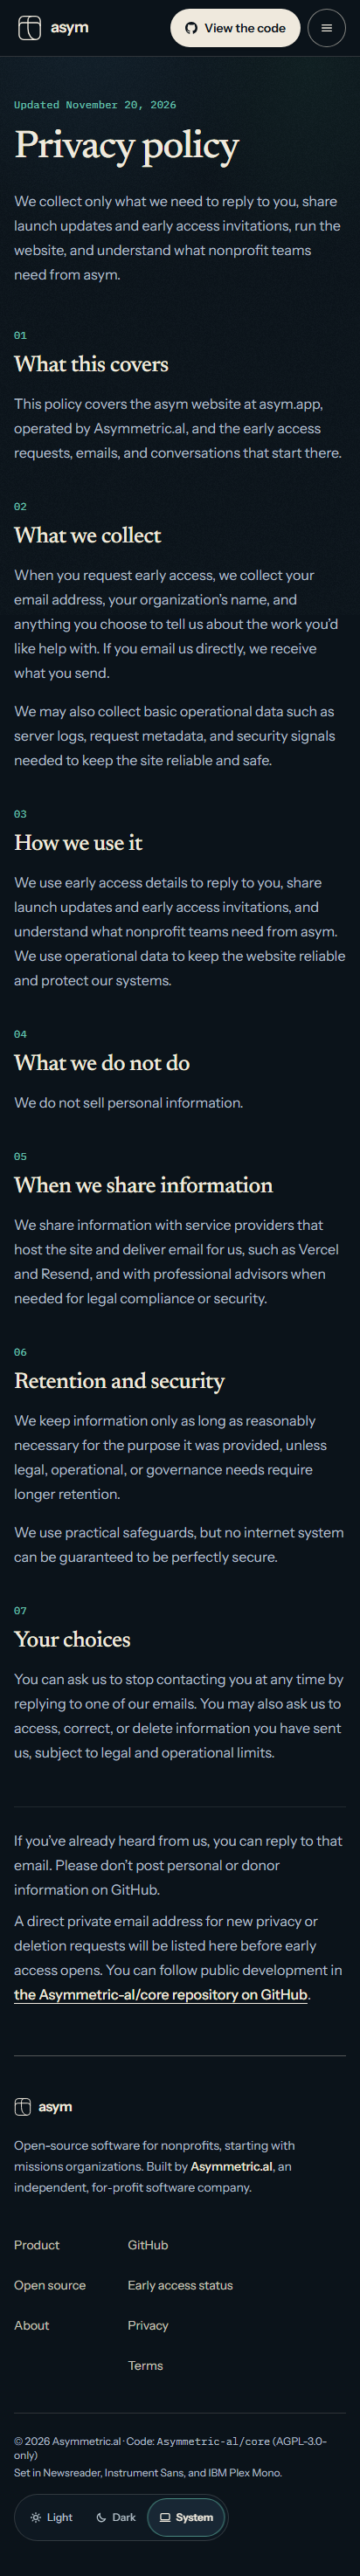 asym
View the code
Updated November 20, 2026
Privacy policy
We collect only what we need to reply to you, share
launch updates and early access invitations, run the
website, and understand what nonprofit teams
need from asym.
01
What this covers
This policy covers the asym website at asym.app,
operated by Asymmetric.al, and the early access
requests, emails, and conversations that start there.
02
What we collect
When you request early access, we collect your
email address, your organization’s name, and
anything you choose to tell us about the work you’d
like help with. If you email us directly, we receive
what you send.
We may also collect basic operational data such as
server logs, request metadata, and security signals
needed to keep the site reliable and safe.
03
How we use it
We use early access details to reply to you, share
launch updates and early access invitations, and
understand what nonprofit teams need from asym.
We use operational data to keep the website reliable
and protect our systems.
04
What we do not do
We do not sell personal information.
05
When we share information
We share information with service providers that
host the site and deliver email for us, such as Vercel
and Resend, and with professional advisors when
needed for legal compliance or security.
06
Retention and security
We keep information only as long as reasonably
necessary for the purpose it was provided, unless
legal, operational, or governance needs require
longer retention.
We use practical safeguards, but no internet system
can be guaranteed to be perfectly secure.
07
Your choices
You can ask us to stop contacting you at any time by
replying to one of our emails. You may also ask us to
access, correct, or delete information you have sent
us, subject to legal and operational limits.
If you’ve already heard from us, you can reply to that
email. Please don’t post personal or donor
information on GitHub.
A direct private email address for new privacy or
deletion requests will be listed here before early
access opens. You can follow public development in
the Asymmetric-al/core repository on GitHub.
asym
Open-source software for nonprofits, starting with
missions organizations. Built by Asymmetric.al, an
independent, for-profit software company.
Product
GitHub
Open source
Early access status
About
Privacy
Terms
© 2026 Asymmetric.al · Code: Asymmetric-al/core (AGPL-3.0-
only)
Set in Newsreader, Instrument Sans, and IBM Plex Mono.
Light
Dark
System